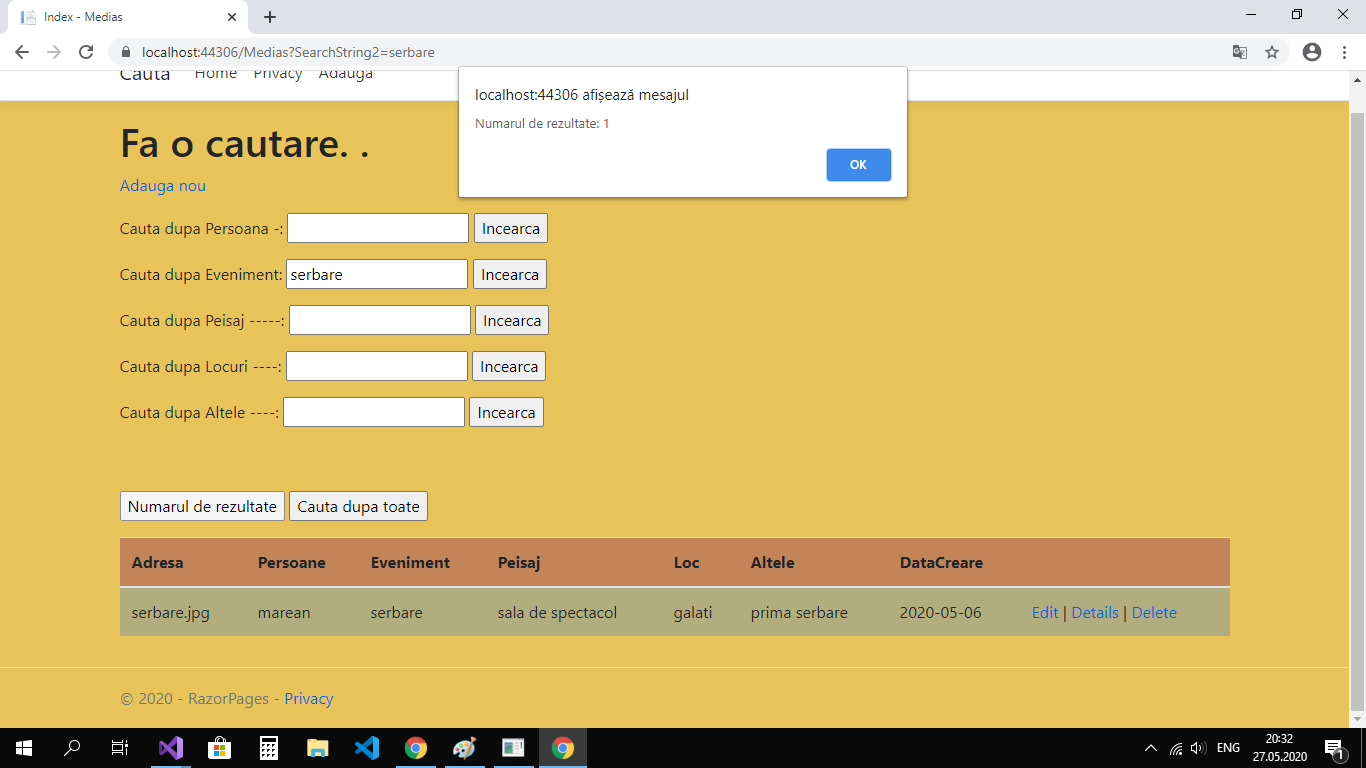 Index - Medias
localhost:44306/Medias?SearchString2=serbare
Cauta Home Privacy Adauga
localhost:44306 afișează mesajul
Numarul de rezultate: 1
OK
Fa o cautare. .
Adauga nou
Cauta dupa Persoana -: Incearca
Cauta dupa Eveniment: serbare Incearca
Cauta dupa Peisaj -----: Incearca
Cauta dupa Locuri ----: Incearca
Cauta dupa Altele ----: Incearca
Numarul de rezultate Cauta dupa toate
Adresa Persoane Eveniment Peisaj Loc Altele DataCreare
serbare.jpg marean serbare sala de spectacol galati prima serbare 2020-05-06 Edit | Details | Delete
© 2020 - RazorPages - Privacy
ENG
20:32
27.05.2020
1